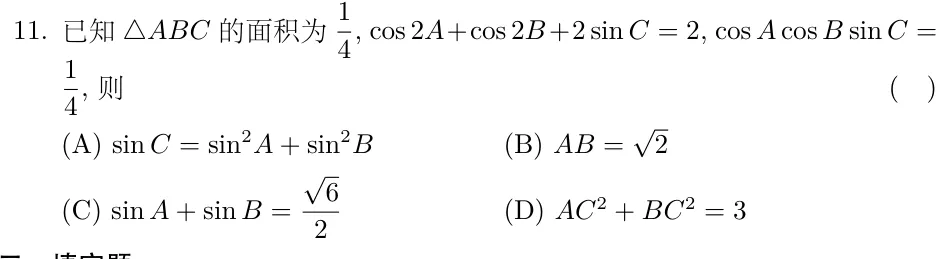 11. 已知 △ABC 的面积为 1/4, cos 2A+cos 2B+2 sin C = 2, cos A cos B sin C =
1/4, 则 ( )
(A) sin C = sin²A + sin²B (B) AB = √2
(C) sin A + sin B = √6/2 (D) AC² + BC² = 3